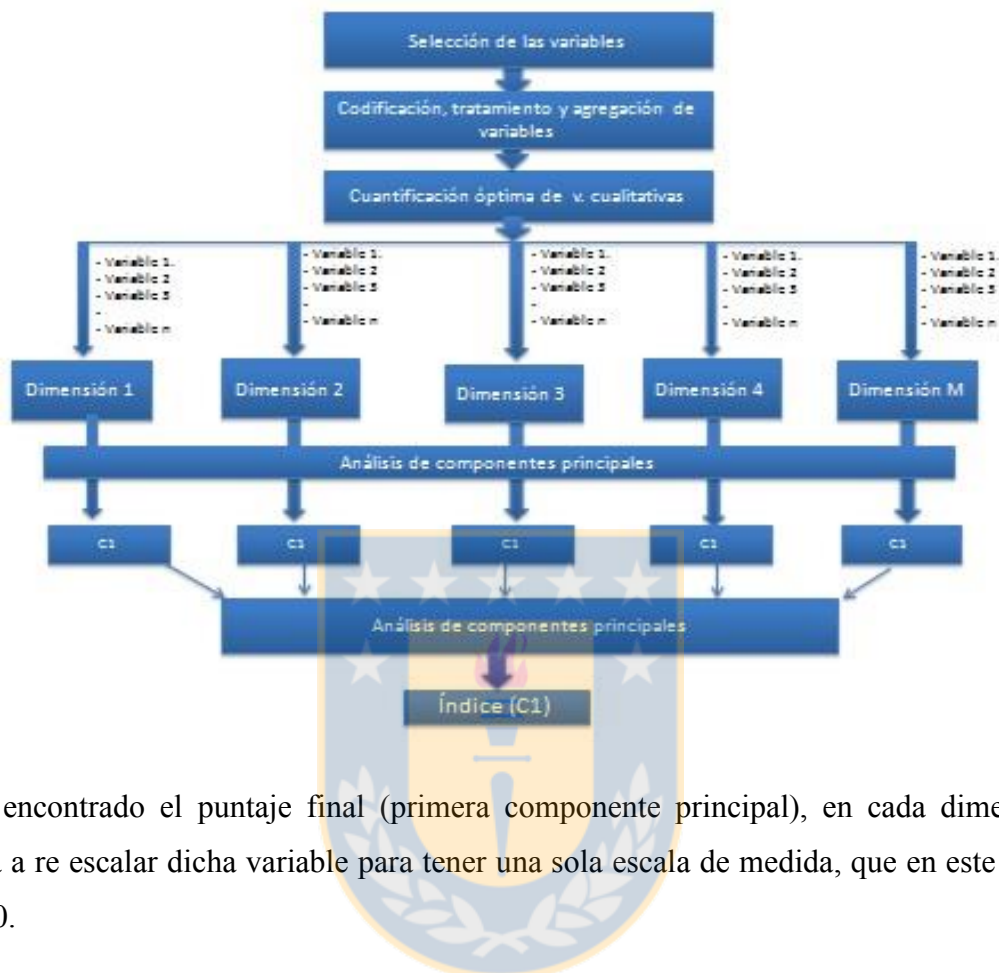 Selección de las variables
Codificación, tratamiento y agregación de
variables
Cuantificación óptima de v. cualitativas
- Variable 1.
- Variable 2
- Variable 3
-
- Variable n
- Variable 1.
- Variable 2
- Variable 3
-
- Variable n
- Variable 1.
- Variable 2
- Variable 3
-
- Variable n
- Variable 1.
- Variable 2
- Variable 3
-
- Variable n
- Variable 1.
- Variable 2
- Variable 3
-
- Variable n
Dimensión 1
Dimensión 2
Dimensión 3
Dimensión 4
Dimensión M
Análisis de componentes principales
C1
C1
C1
C1
C1
Análisis de componentes principales
Índice (C1)
encontrado el puntaje final (primera componente principal), en cada dime
a re escalar dicha variable para tener una sola escala de medida, que en este